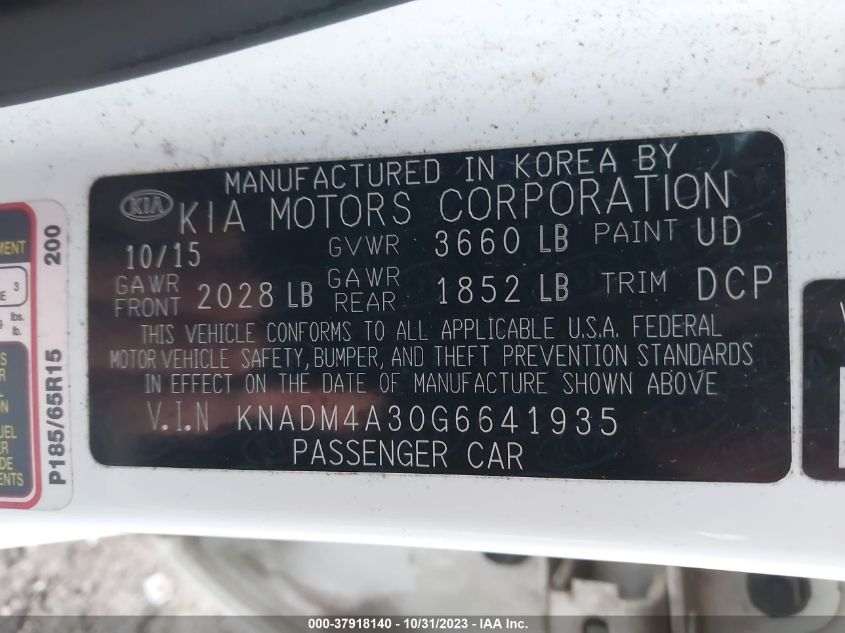 MANUFACTURED IN KOREA BY
KIA
KIA MOTORS CORPORATION
10/15 GVWR 3660 LB PAINT UD
GAWR FRONT 2028 LB GAWR REAR 1852 LB TRIM DCP
THIS VEHICLE CONFORMS TO ALL APPLICABLE U.S.A. FEDERAL
MOTOR VEHICLE SAFETY, BUMPER, AND THEFT PREVENTION STANDARDS
IN EFFECT ON THE DATE OF MANUFACTURE SHOWN ABOVE
V.I.N KNADM4A30G6641935
PASSENGER CAR
P185/65R15 200
3
lbs.
lb.
000-37918140 - 10/31/2023 - IAA Inc.